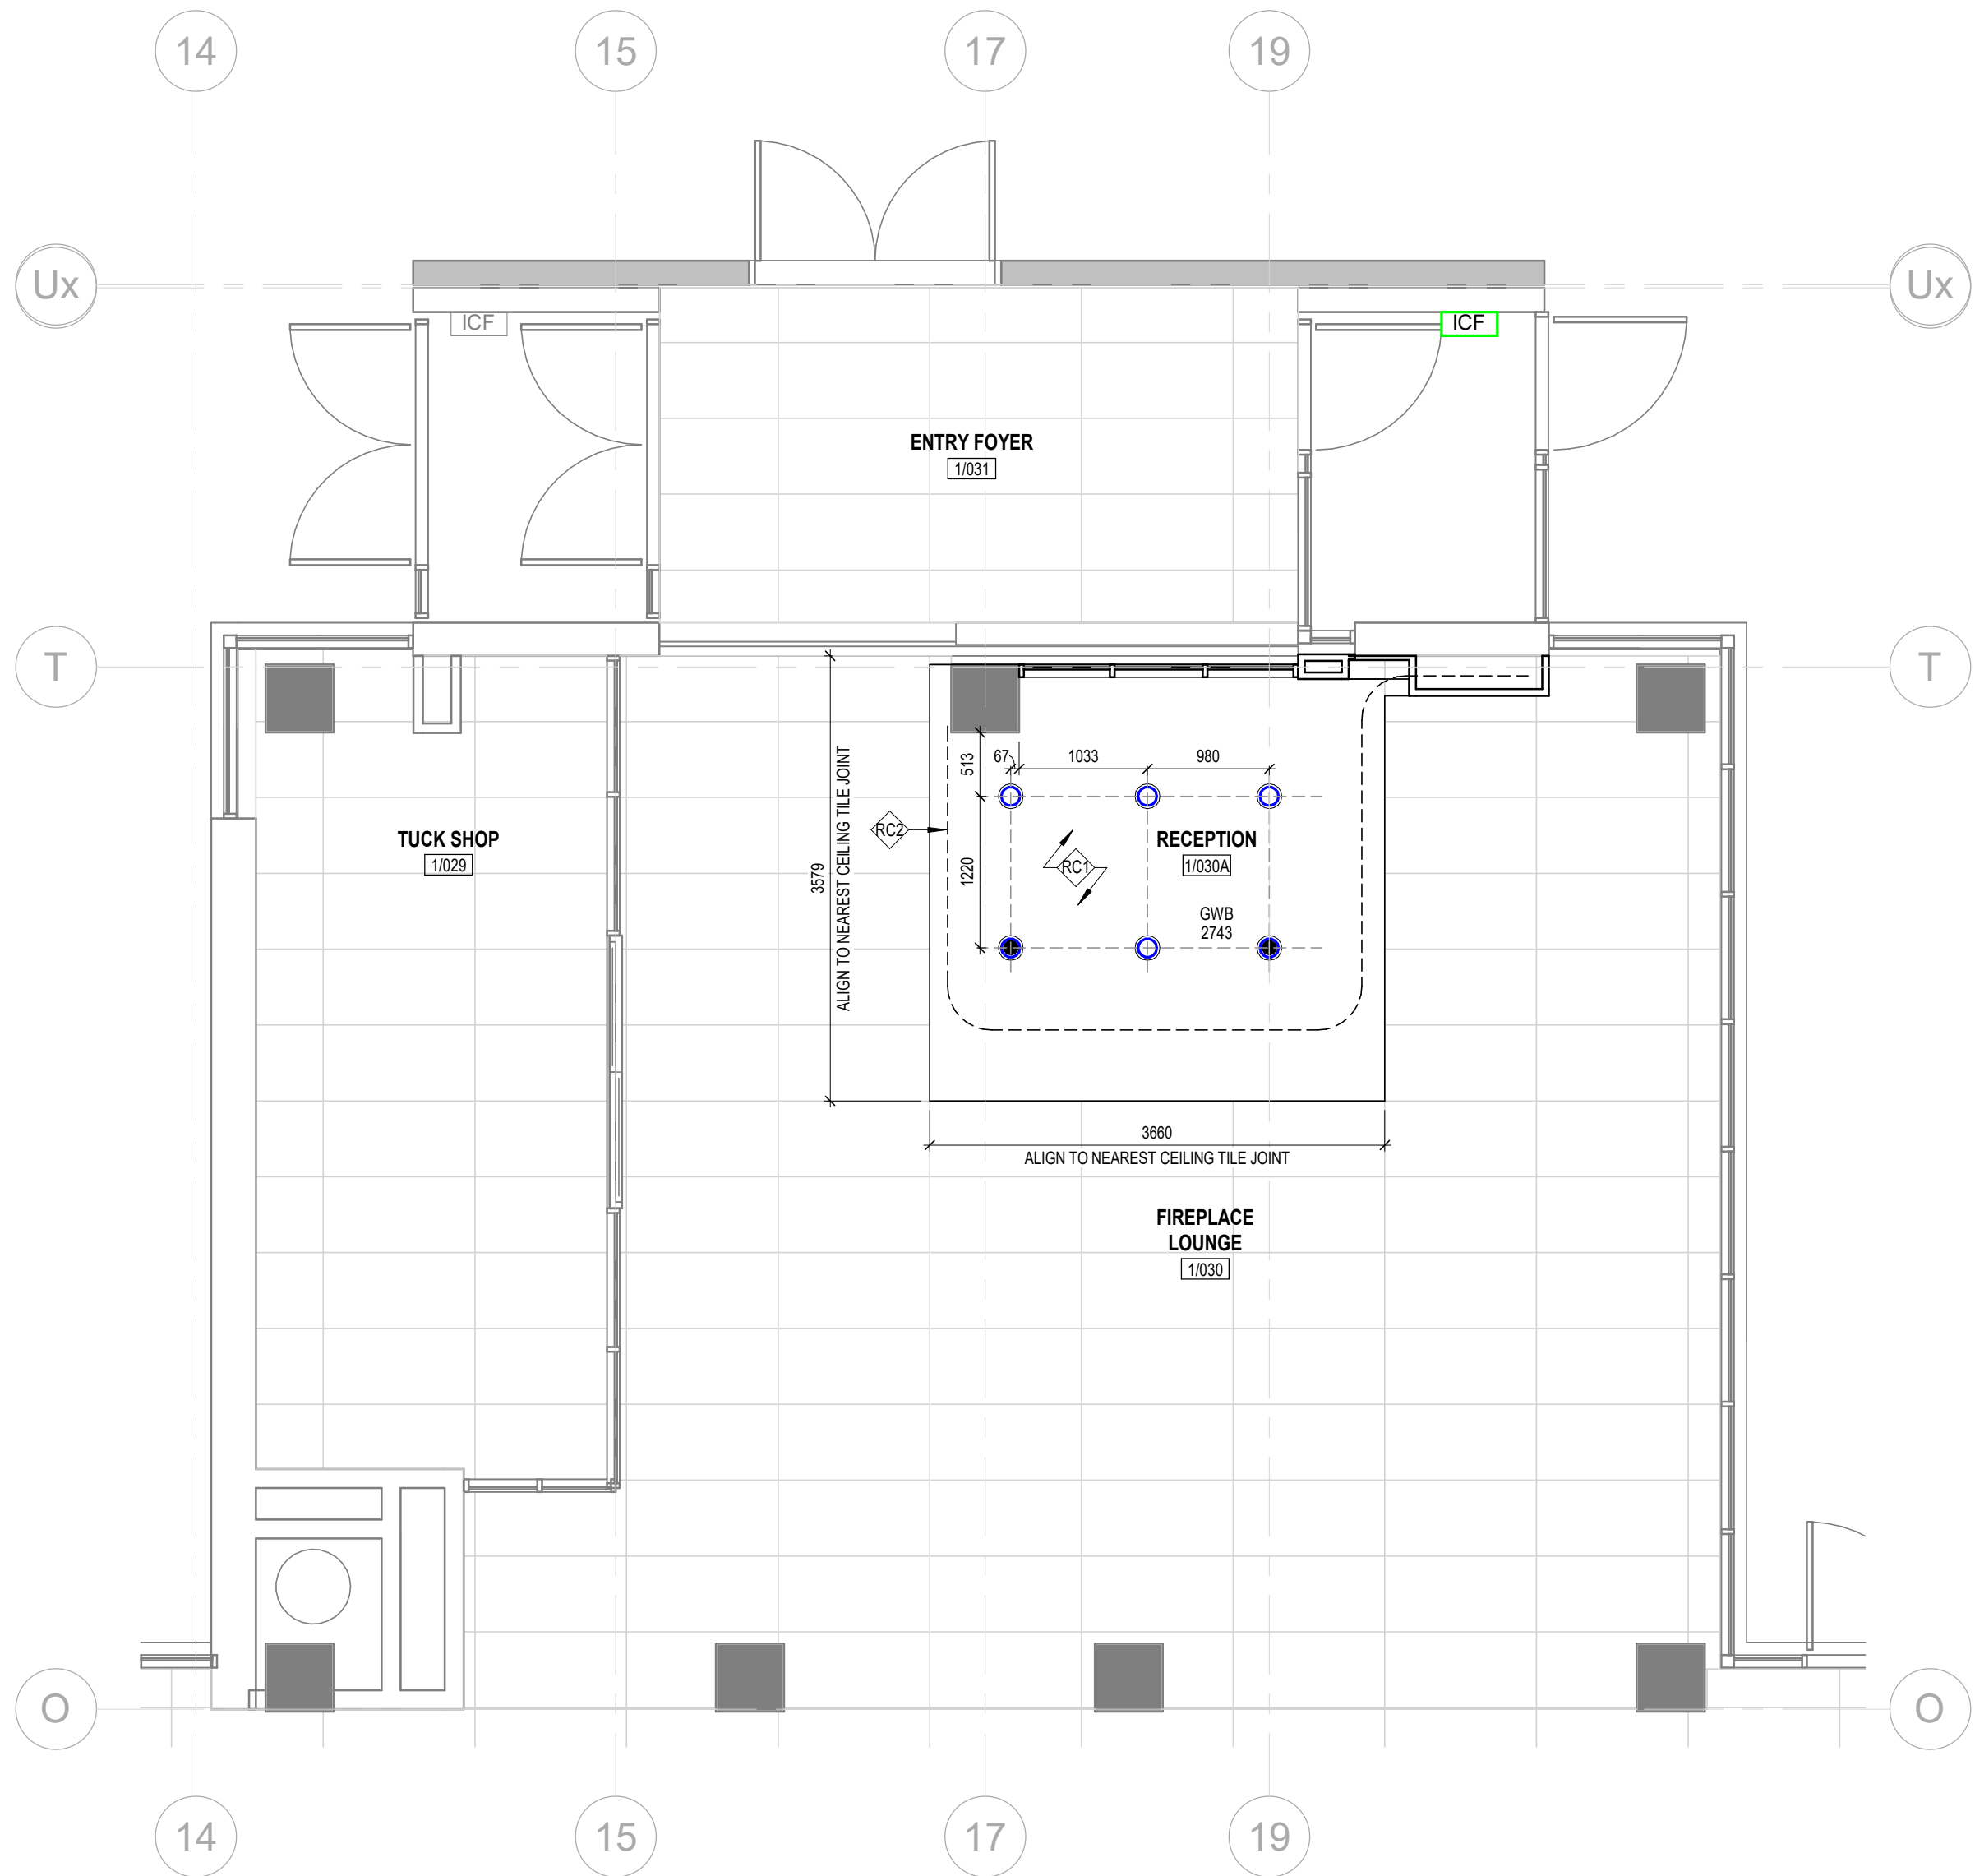 14
15
17
19
Ux
Ux
ICF
ICF
ENTRY FOYER
1/031
T
T
67
1033
980
513
TUCK SHOP
1/029
RC2
RECEPTION
1/030A
RC1
3579
ALIGN TO NEAREST CEILING TILE JOINT
1220
GWB
2743
3660
ALIGN TO NEAREST CEILING TILE JOINT
FIREPLACE
LOUNGE
1/030
O
O
14
15
17
19